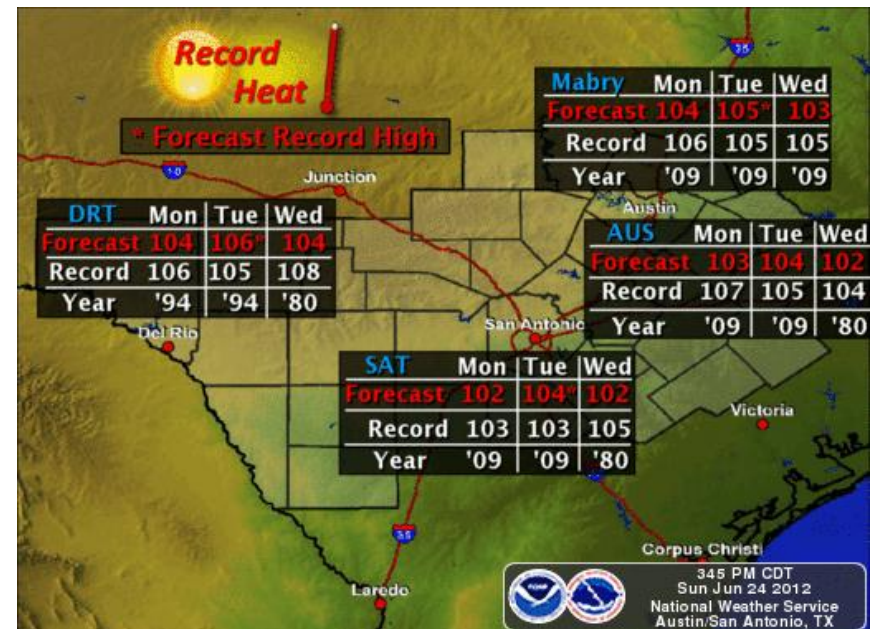 Record
Heat
* Forecast Record High
35
10
Junction
Mabry Mon Tue Wed
Forecast 104 105* 103
Record 106 105 105
Year '09 '09 '09
Austin
DRT Mon Tue Wed
Forecast 104 106* 104
Record 106 105 108
Year '94 '94 '80
Del Rio
AUS Mon Tue Wed
Forecast 103 104 102
Record 107 105 104
Year '09 '09 '80
San Antonio
SAT Mon Tue Wed
Forecast 102 104* 102
Record 103 103 105
Year '09 '09 '80
Victoria
35
Corpus Christi
Laredo
NOAA
345 PM CDT
Sun Jun 24 2012
National Weather Service
Austin/San Antonio, TX